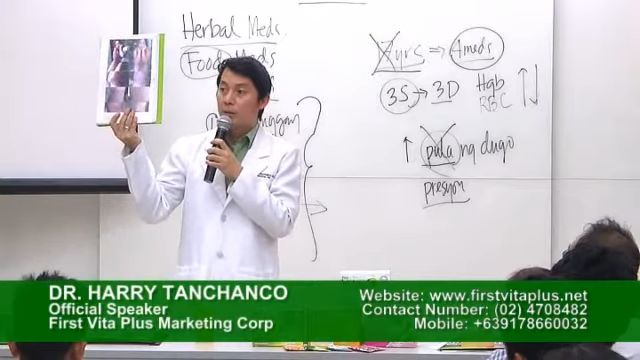 Herbal Meds.
Food Meds
7 yrs ⇒ 4 meds
3S → 3D
Hgb
RBC
↑ pula ng dugo
presyon
DR. HARRY TANCHANCO
Official Speaker
First Vita Plus Marketing Corp
Website: www.firstvitaplus.net
Contact Number: (02) 4708482
Mobile: +639178660032